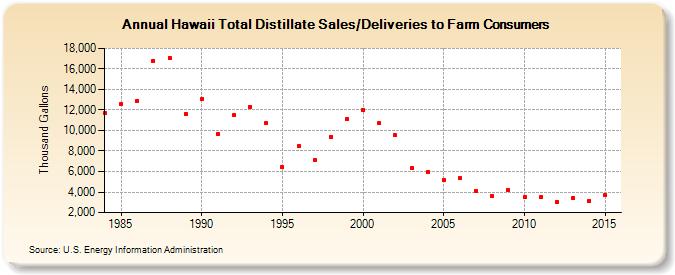 Annual Hawaii Total Distillate Sales/Deliveries to Farm Consumers
Thousand Gallons
18,000
16,000
14,000
12,000
10,000
8,000
6,000
4,000
2,000
1985 1990 1995 2000 2005 2010 2015
Source: U.S. Energy Information Administration